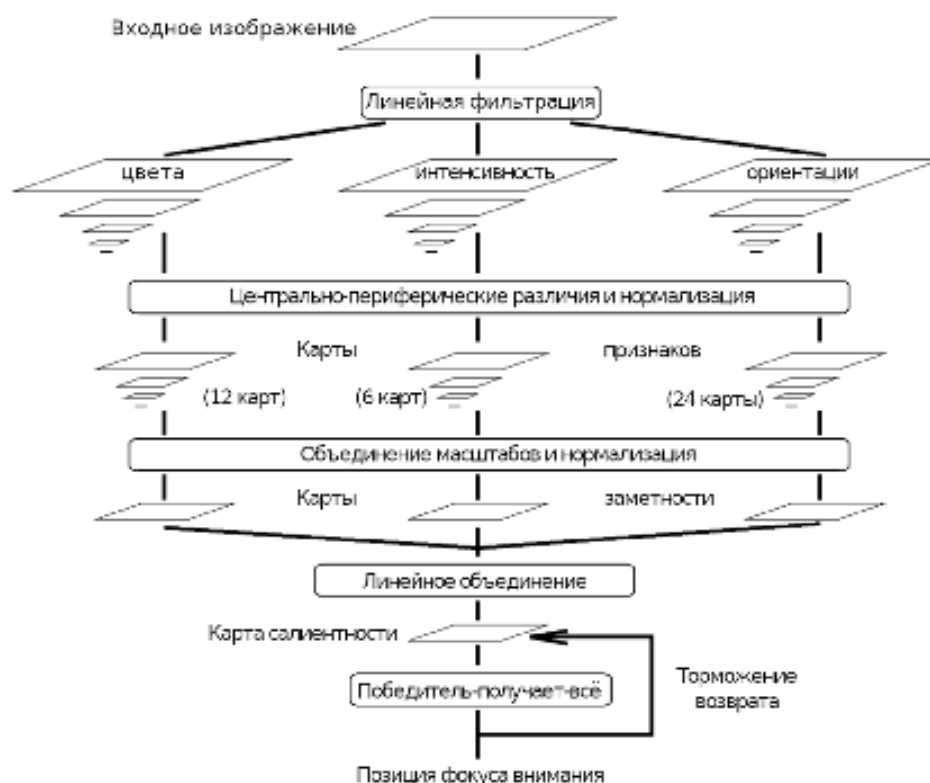 Входное изображение
Линейная фильтрация
цвета
интенсивность
ориентации
Центрально-периферические различия и нормализация
Карты признаков
(12 карт)
(6 карт)
(24 карты)
Объединение масштабов и нормализация
Карты заметности
Линейное объединение
Карта салиентности
Победитель-получает-всё
Торможение
возврата
Позиция фокуса внимания